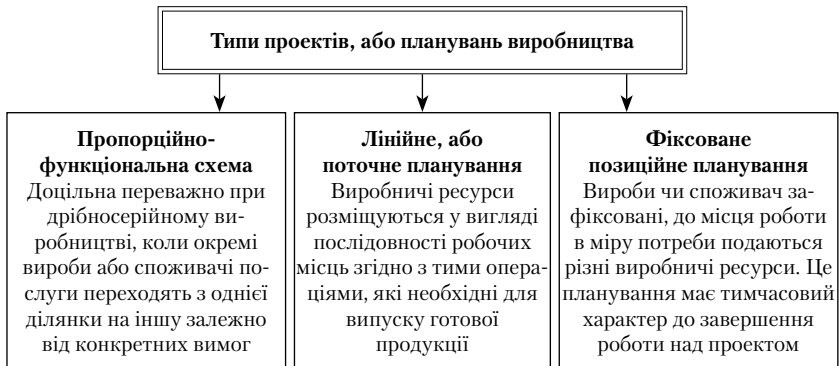 Типи проектів, або планувань виробництва
Пропорційно-
функціональна схема
Доцільна переважно при
дрібносерійному ви-
робництві, коли окремі
вироби або споживачі по-
слуги переходять з однієї
ділянки на іншу залежно
від конкретних вимог
Лінійне, або
поточне планування
Виробничі ресурси
розміщуються у вигляді
послідовності робочих
місць згідно з тими опера-
ціями, які необхідні для
випуску готової
продукції
Фіксоване
позиційне планування
Вироби чи споживач за-
фіксовані, до місця роботи
в міру потреби подаються
різні виробничі ресурси. Це
планування має тимчасовий
характер до завершення
роботи над проектом